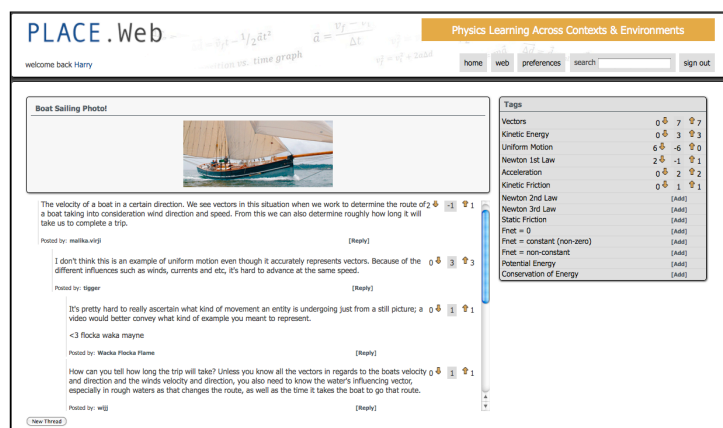 PLACE.Web
Physics Learning Across Contexts & Environments
welcome back Harry
home web preferences search sign out
time graph
Boat Sailing Photo!
The velocity of a boat in a certain direction. We see vectors in this situation when we work to determine the route of 2 -1 1
a boat taking into consideration wind direction and speed. From this we can also determine roughly how long it will
take us to complete a trip.
Posted by: malika.virji [Reply]
I don't think this is an example of uniform motion even though it accurately represents vectors. Because of the 0 3 3
different influences such as winds, currents and etc, it's hard to advance at the same speed.
Posted by: tigger [Reply]
It's pretty hard to really ascertain what kind of movement an entity is undergoing just from a still picture; a 0 1 1
video would better convey what kind of example you meant to represent.
<3 flocka waka mayne
Posted by: Wacka Flocka Flame [Reply]
How can you tell how long the trip will take? Unless you know all the vectors in regards to the boats velocity 0 1 1
and direction and the winds velocity and direction, you also need to know the water's influencing vector,
especially in rough waters as that changes the route, as well as the time it takes the boat to go that route.
Posted by: wijj [Reply]
New Thread
Tags
Vectors 0 7 7
Kinetic Energy 0 3 3
Uniform Motion 6 -6 0
Newton 1st Law 2 -1 1
Acceleration 0 2 2
Kinetic Friction 0 1 1
Newton 2nd Law [Add]
Newton 3rd Law [Add]
Static Friction [Add]
Fnet = 0 [Add]
Fnet = constant (non-zero) [Add]
Fnet = non-constant [Add]
Potential Energy [Add]
Conservation of Energy [Add]